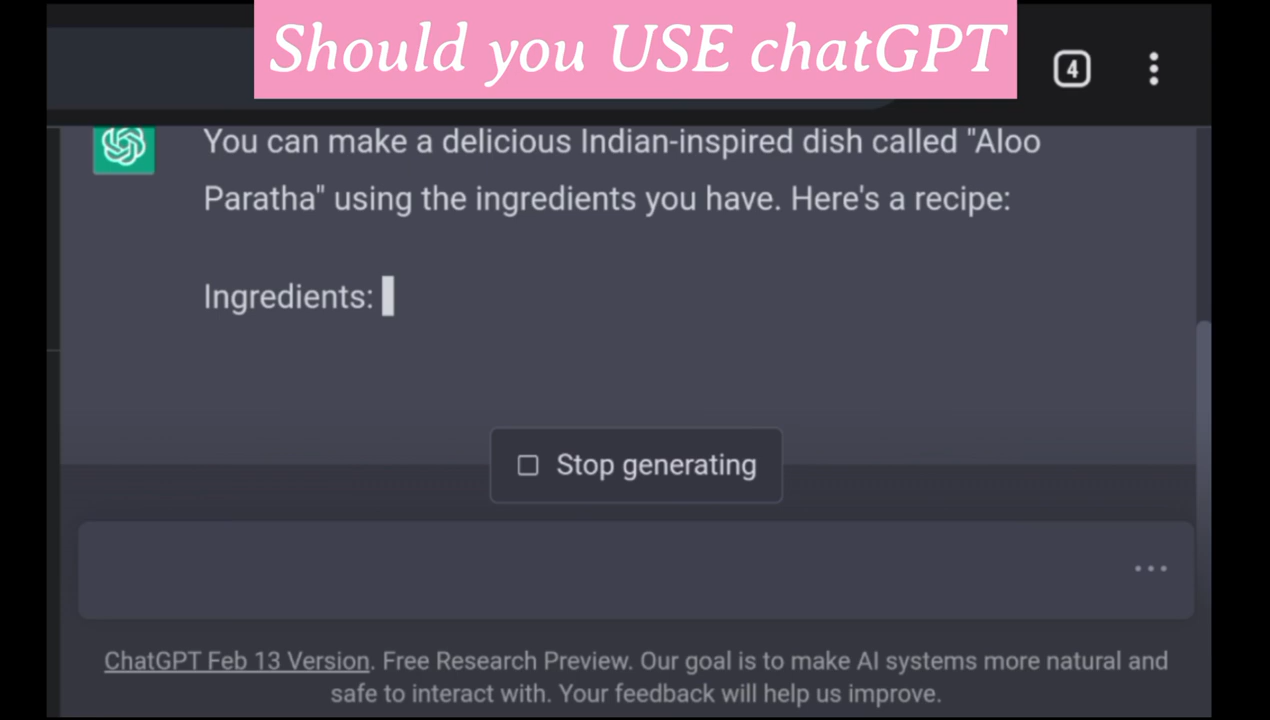 Should you USE chatGPT
4
You can make a delicious Indian-inspired dish called "Aloo
Paratha" using the ingredients you have. Here's a recipe:
Ingredients:
Stop generating
ChatGPT Feb 13 Version. Free Research Preview. Our goal is to make AI systems more natural and
safe to interact with. Your feedback will help us improve.